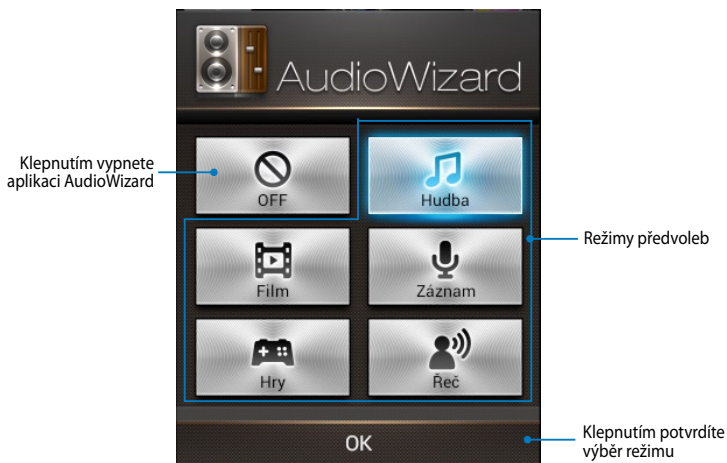 AudioWizard
Klepnutím vypnete
aplikaci AudioWizard
OFF
Hudba
Režimy předvoleb
Film
Záznam
Hry
Řeč
OK
Klepnutím potvrdíte
výběr režimu